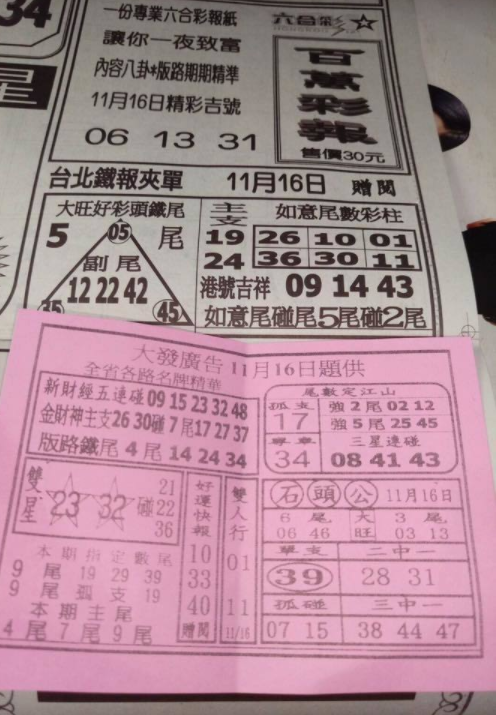 34
星
一份專業六合彩報紙
讓你一夜致富
內容八卦*版路期期精準
11月16日精彩吉號
06 13 31
六合彩
百萬彩報
售價30元
台北鐵報夾單 11月16日 贈閱
大旺好彩頭鐵尾
5 05 尾
副尾
12 22 42
35 45
主支
19
24
如意尾數彩柱
26 10 01
36 30 11
港號吉祥 09 14 43
如意尾碰尾5尾碰2尾
大發廣告11月16日題供
全省各路名牌精華
新財經五連碰 09 15 23 32 48
金財神主支26 30碰 7尾17 27 37
版路鐵尾 4尾 14 24 34
尾數定江山
孤支
17
單章
34
強2尾 02 12
強5尾 25 45
三星連碰
08 41 43
雙星
23 32 碰 21 22 36
本期指定數尾
9尾 19 29 39
9尾 孤支 19
本期主尾
4尾 7尾 9尾
好運快報
10
33
40
贈閱
雙人行
01
11
11/16
石頭公 11月16日
6尾 大 3尾
06 46 旺 03 13
單支 二中一
39 28 31
孤碰 三中一
07 15 38 44 47